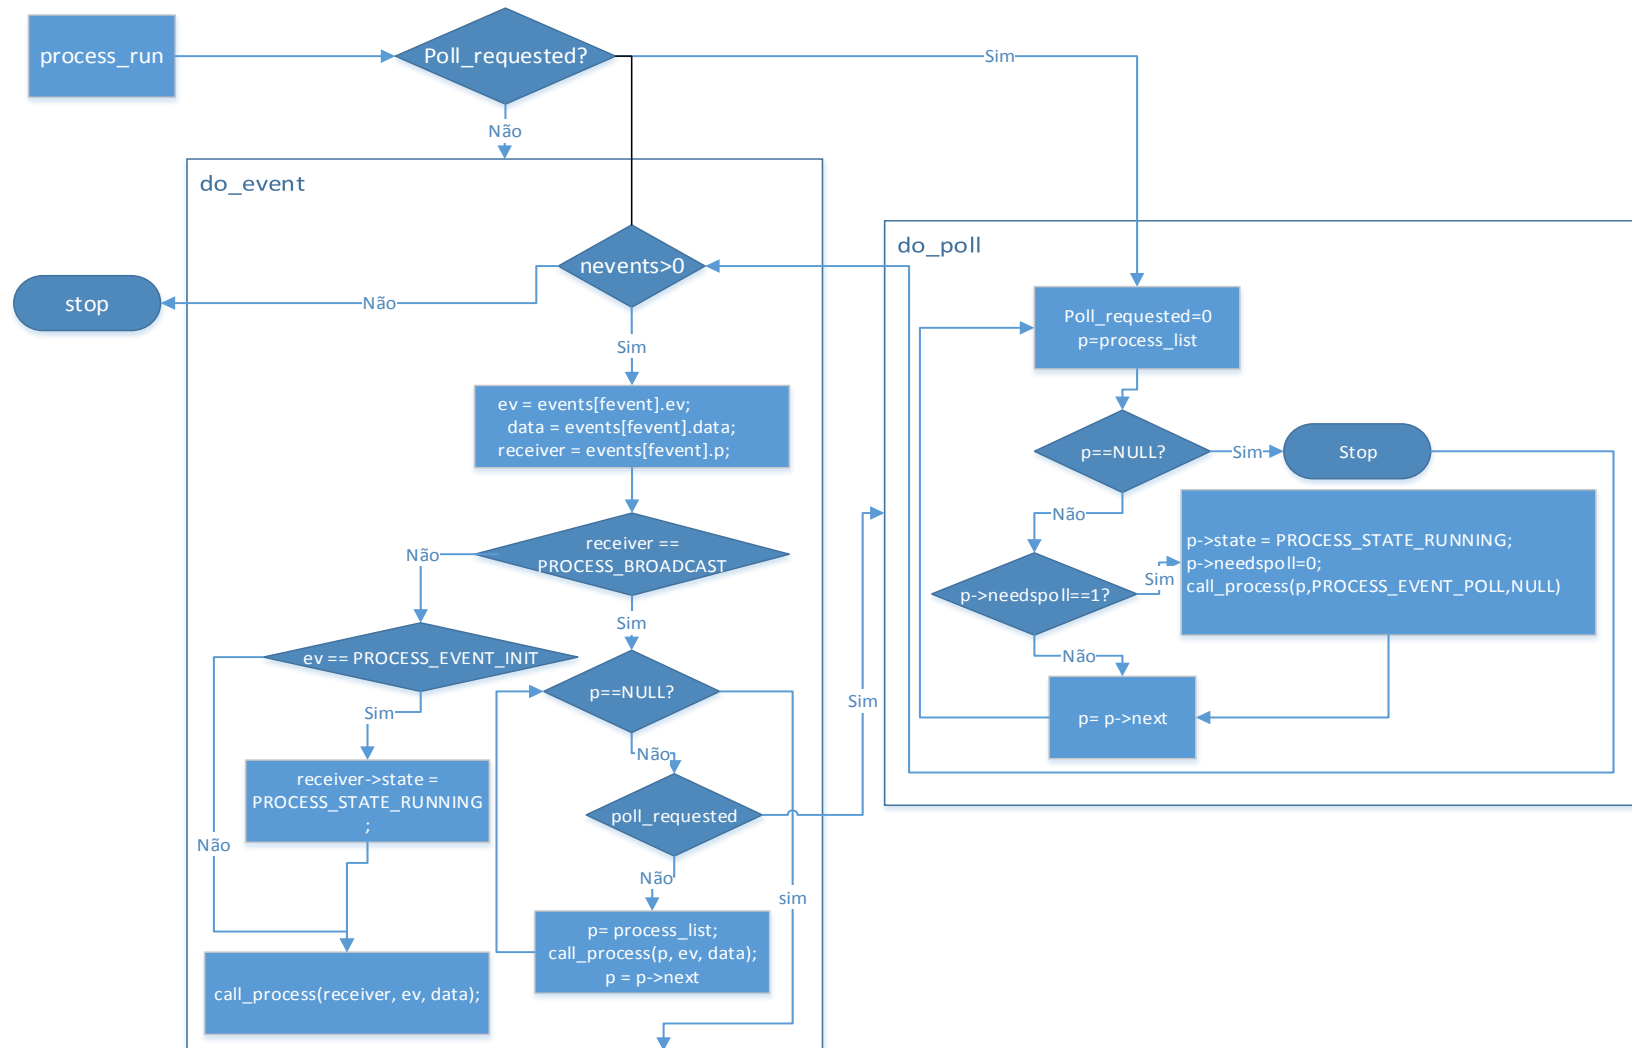 process_run
Poll_requested?
Sim
Não
do_event
nevents>0
Não
stop
Sim
ev = events[fevent].ev;
data = events[fevent].data;
receiver = events[fevent].p;
receiver ==
PROCESS_BROADCAST
Não
Sim
ev == PROCESS_EVENT_INIT
Sim
Não
receiver->state =
PROCESS_STATE_RUNNING
;
call_process(receiver, ev, data);
p==NULL?
Não
sim
poll_requested
Sim
Não
p= process_list;
call_process(p, ev, data);
p = p->next
do_poll
Poll_requested=0
p=process_list
p==NULL?
Sim
Stop
Não
p->needspoll==1?
Sim
p->state = PROCESS_STATE_RUNNING;
p->needspoll=0;
call_process(p,PROCESS_EVENT_POLL,NULL)
Não
p= p->next